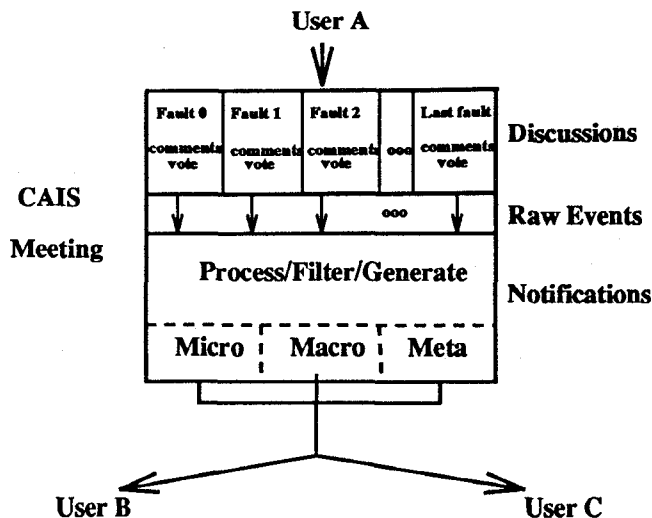 User A
Fault 0
Fault 1
Fault 2
Last fault
comments
vote
comments
vote
comments
vote
ooo
comments
vote
Discussions
CAIS
Meeting
ooo
Raw Events
Process/Filter/Generate
Notifications
Micro
Macro
Meta
User B
User C